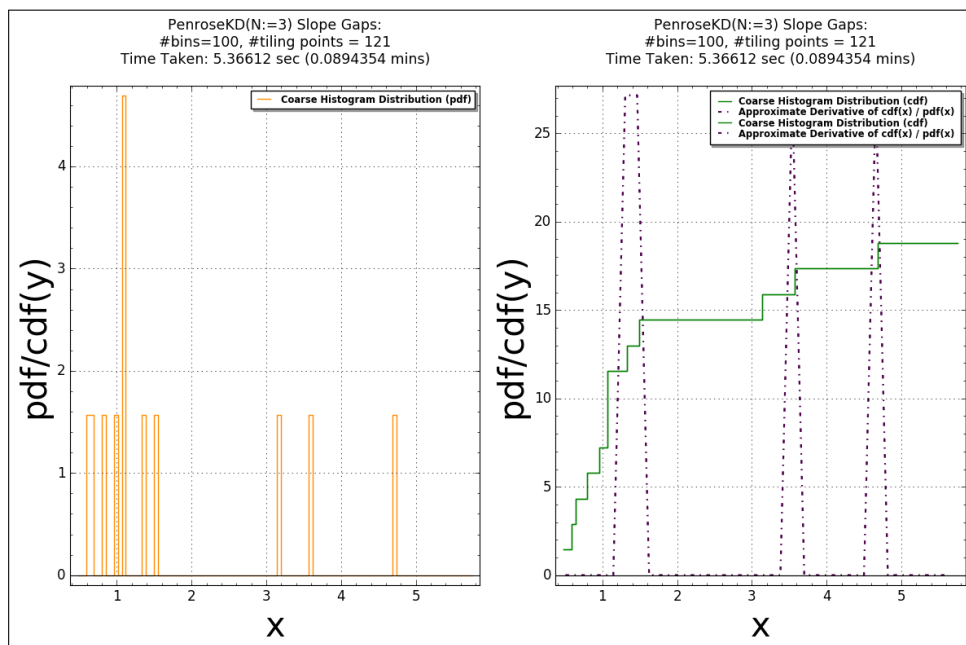 PenroseKD(N:=3) Slope Gaps:
#bins=100, #tiling points = 121
Time Taken: 5.36612 sec (0.0894354 mins)
Coarse Histogram Distribution (pdf)
pdf/cdf(y)
4
3
2
1
0
1
2
3
4
5
x
PenroseKD(N:=3) Slope Gaps:
#bins=100, #tiling points = 121
Time Taken: 5.36612 sec (0.0894354 mins)
Coarse Histogram Distribution (cdf)
Approximate Derivative of cdf(x) / pdf(x)
Coarse Histogram Distribution (cdf)
Approximate Derivative of cdf(x) / pdf(x)
pdf/cdf(y)
25
20
15
10
5
0
1
2
3
4
5
x